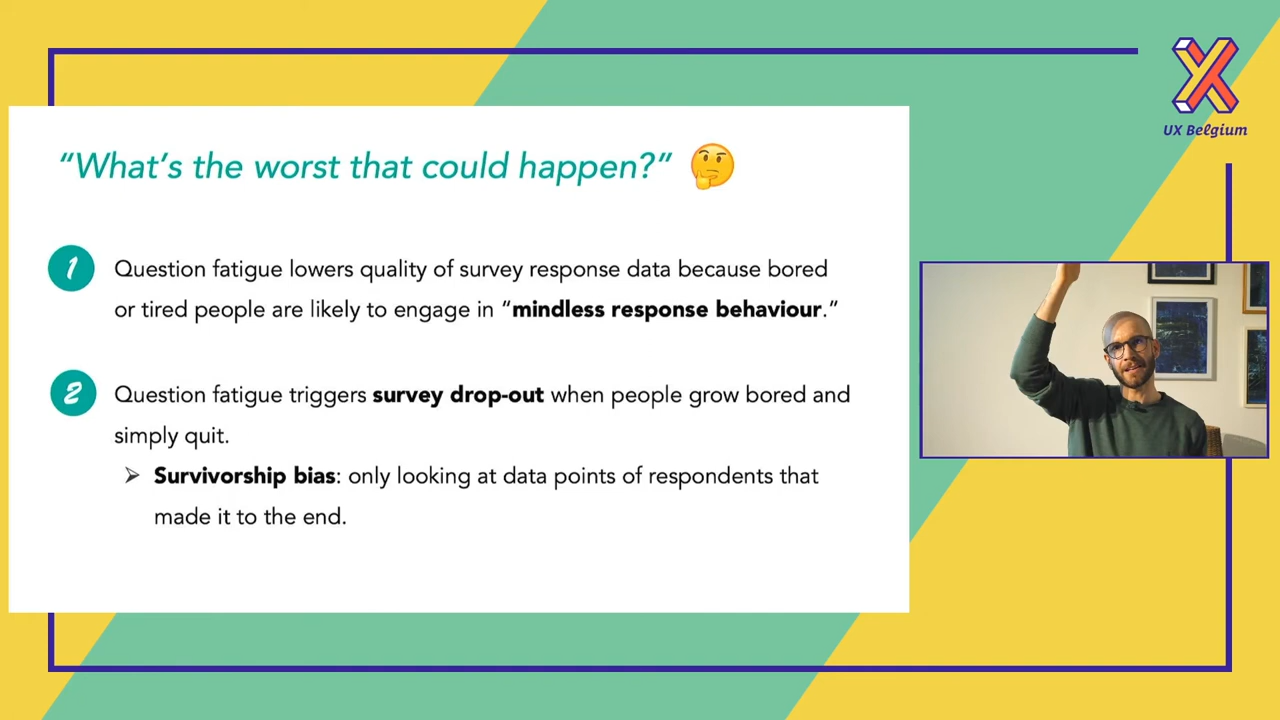 UX Belgium
“What’s the worst that could happen?” 🤔
1 Question fatigue lowers quality of survey response data because bored
or tired people are likely to engage in “mindless response behaviour.”
2 Question fatigue triggers survey drop-out when people grow bored and
simply quit.
➢ Survivorship bias: only looking at data points of respondents that
made it to the end.